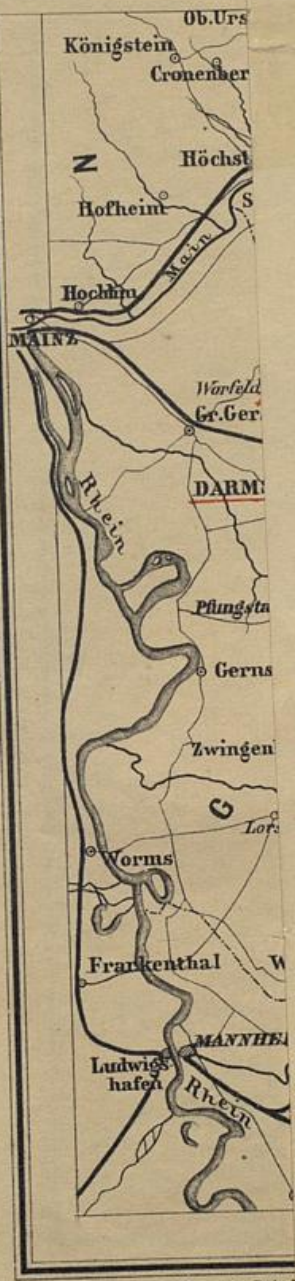 Ob.Urs
Königstein
Cronenber
N
Höchst
S
Hofheim
Main
Hochhm
MAINZ
Worfeld
Gr.Ger
DARMS
Rhein
Pfungsta
Gerns
Zwingen
G
Lors
Worms
Frankenthal
W
MANNHEI
Ludwigs
hafen
Rhein